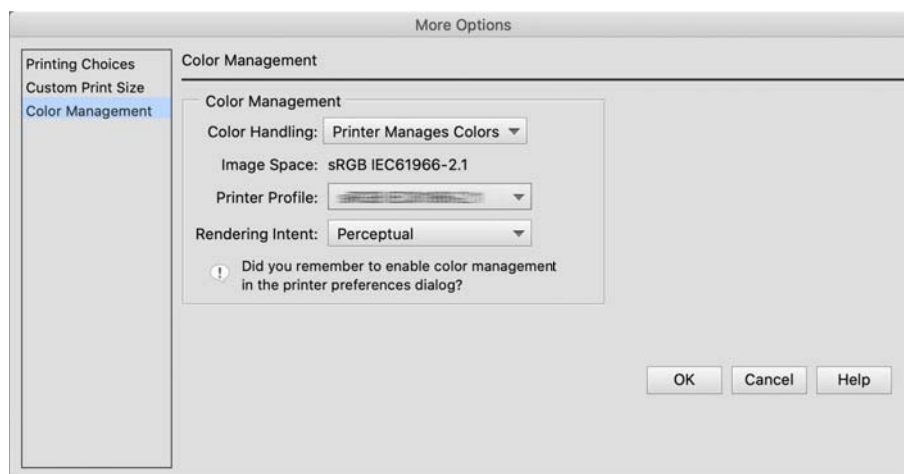 More Options
Printing Choices
Custom Print Size
Color Management
Color Management
Color Management
Color Handling: Printer Manages Colors
Image Space: sRGB IEC61966-2.1
Printer Profile:
Rendering Intent: Perceptual
! Did you remember to enable color management
in the printer preferences dialog?
OK Cancel Help